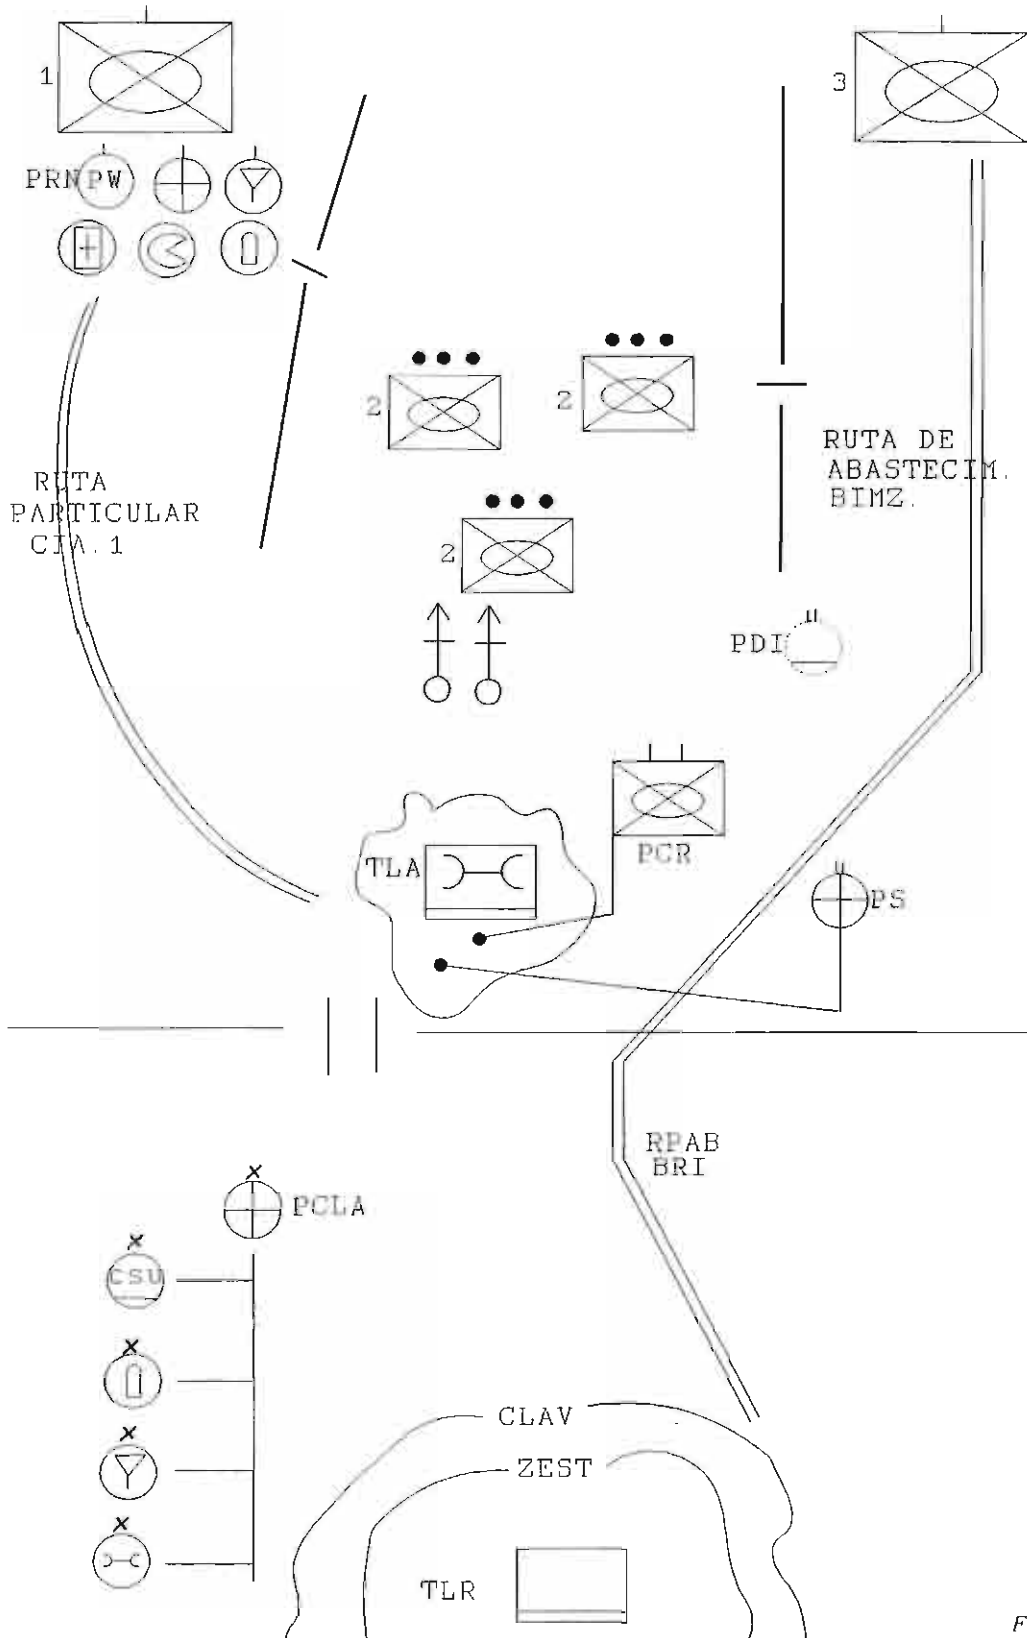 1
3
PRN PW
2
2
RUTA DE
ABASTECIM.
BIMZ.
RUTA
PARTICULAR
CIA. 1
2
PDI
PCR
TLA
PS
RPAB
BRI
X
PCLA
X
CSU
X
X
X
CLAV
ZEST
TLR
F